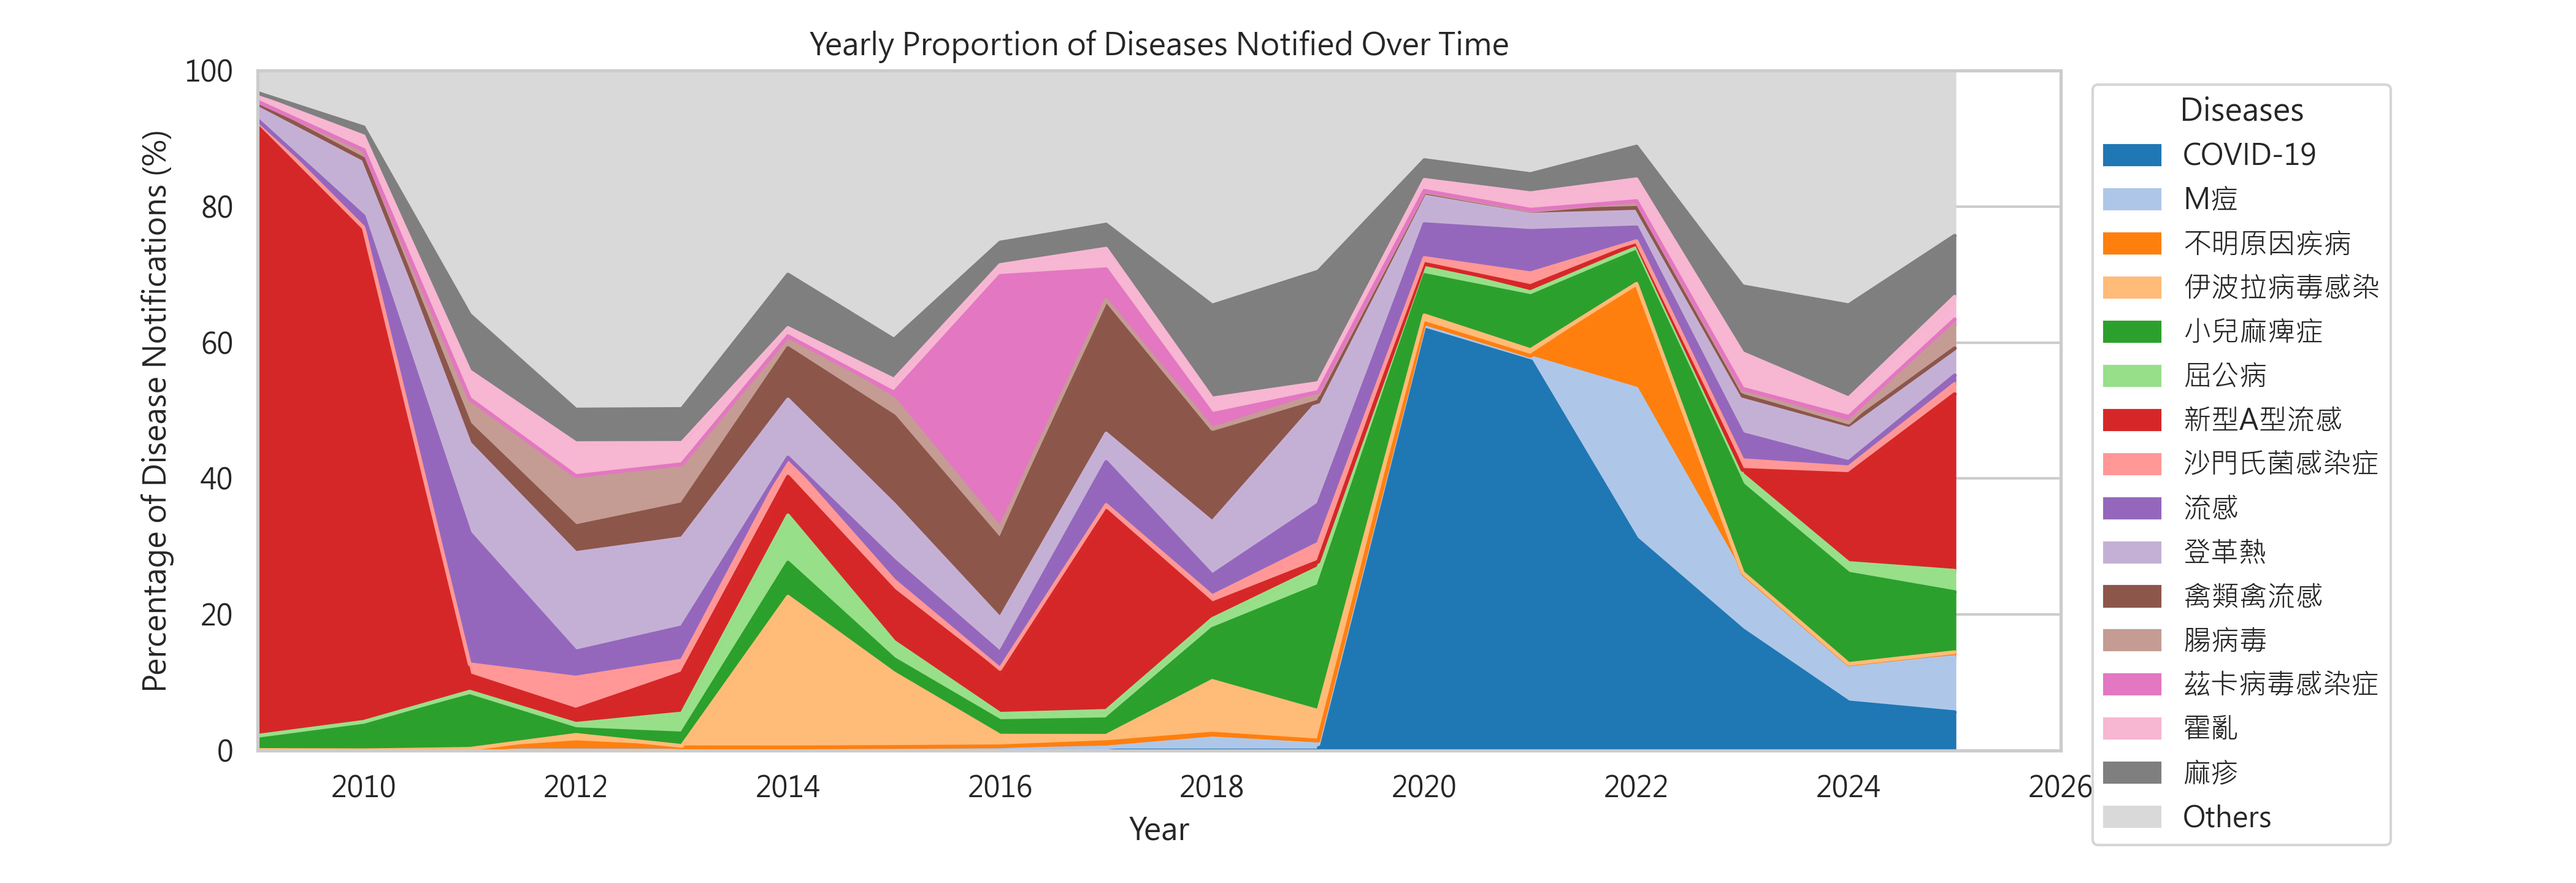 Yearly Proportion of Diseases Notified Over Time
Percentage of Disease Notifications (%)
100
80
60
40
20
0
2010 2012 2014 2016 2018 2020 2022 2024 2026
Year
Diseases
COVID-19
M痘
不明原因疾病
伊波拉病毒感染
小兒麻痺症
屈公病
新型A型流感
沙門氏菌感染症
流感
登革熱
禽類禽流感
腸病毒
茲卡病毒感染症
霍亂
麻疹
Others